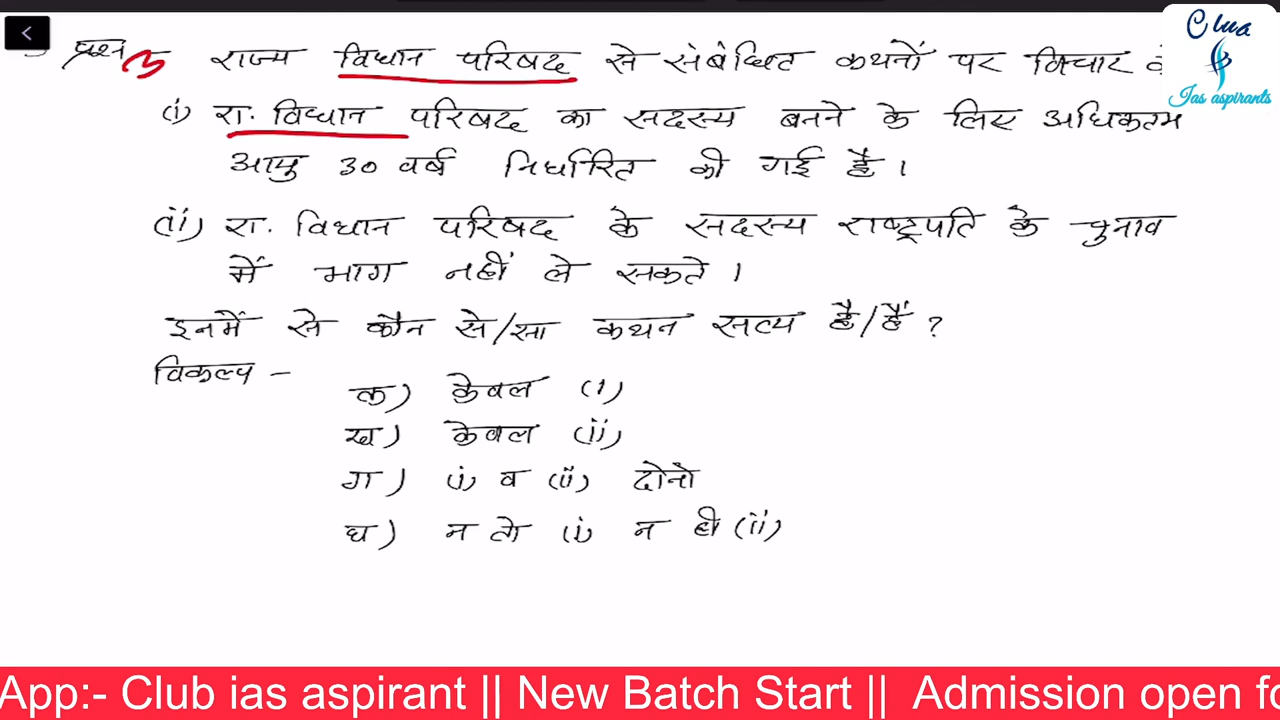 Clua
Ias aspirants
प्रश्न 3 राज्य विधान परिषद से संबंधित कथनों पर विचार
(i) रा. विधान परिषद का सदस्य बनने के लिए अधिकतम
आयु 30 वर्ष निर्धारित की गई है।
(ii) रा. विधान परिषद के सदस्य राष्ट्रपति के चुनाव
में भाग नहीं ले सकते।
इनमें से कौन से/सा कथन सत्य है/हैं?
विकल्प -
क) केवल (i)
ख) केवल (ii)
ग) (i) व (ii) दोनो
घ) न तो (i) न ही (ii)
App:- Club ias aspirant || New Batch Start || Admission open fo